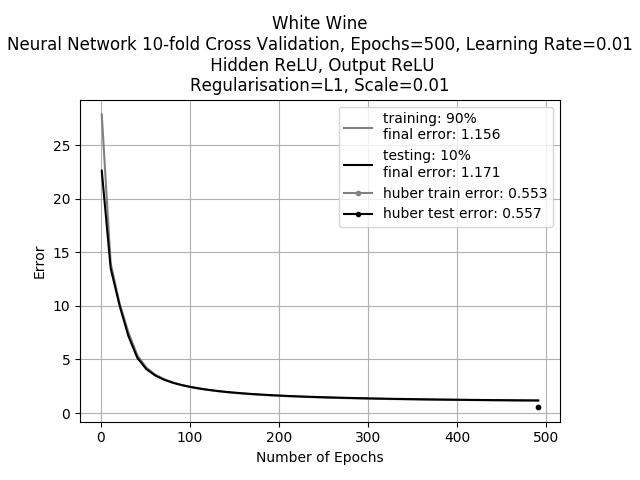 White Wine
Neural Network 10-fold Cross Validation, Epochs=500, Learning Rate=0.01
Hidden ReLU, Output ReLU
Regularisation=L1, Scale=0.01
training: 90%
final error: 1.156
testing: 10%
final error: 1.171
huber train error: 0.553
huber test error: 0.557
25
20
15
10
5
0
Error
0 100 200 300 400 500
Number of Epochs